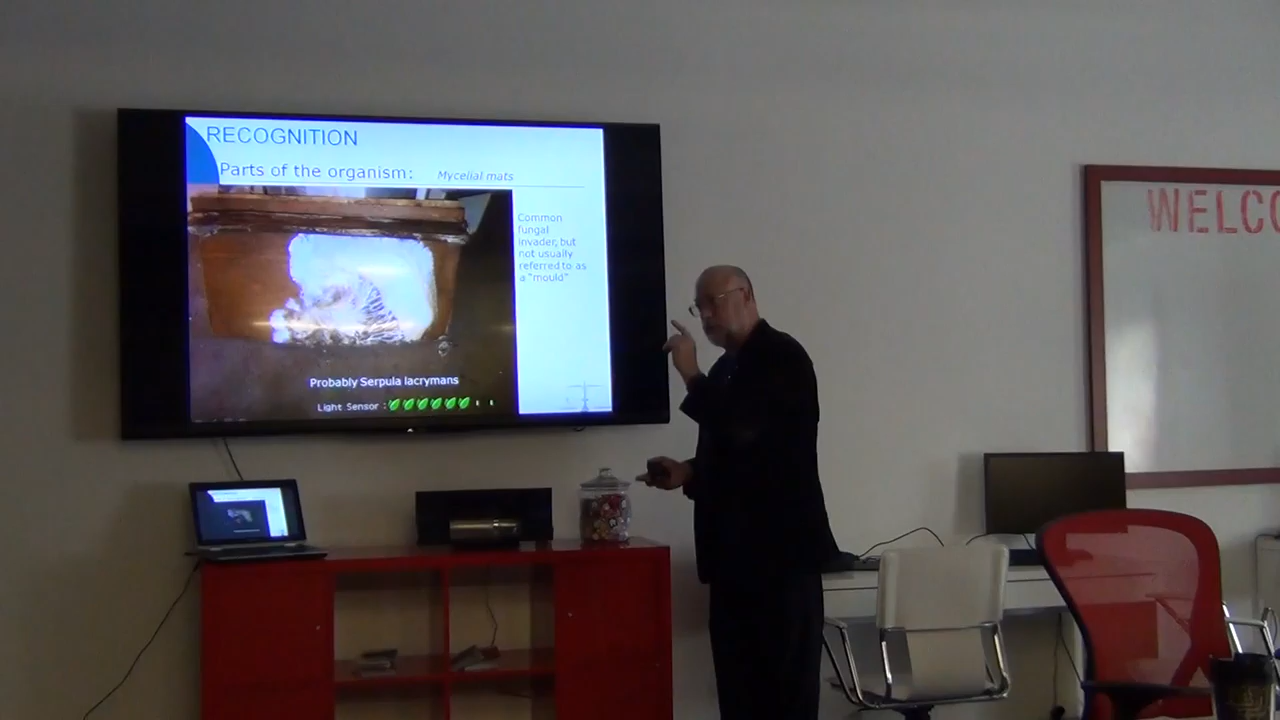 RECOGNITION
Parts of the organism: Mycelial mats
Common
fungal
invader, but
not usually
referred to as
a "mould"
Probably Serpula lacrymans
Light Sensor :
WELCO